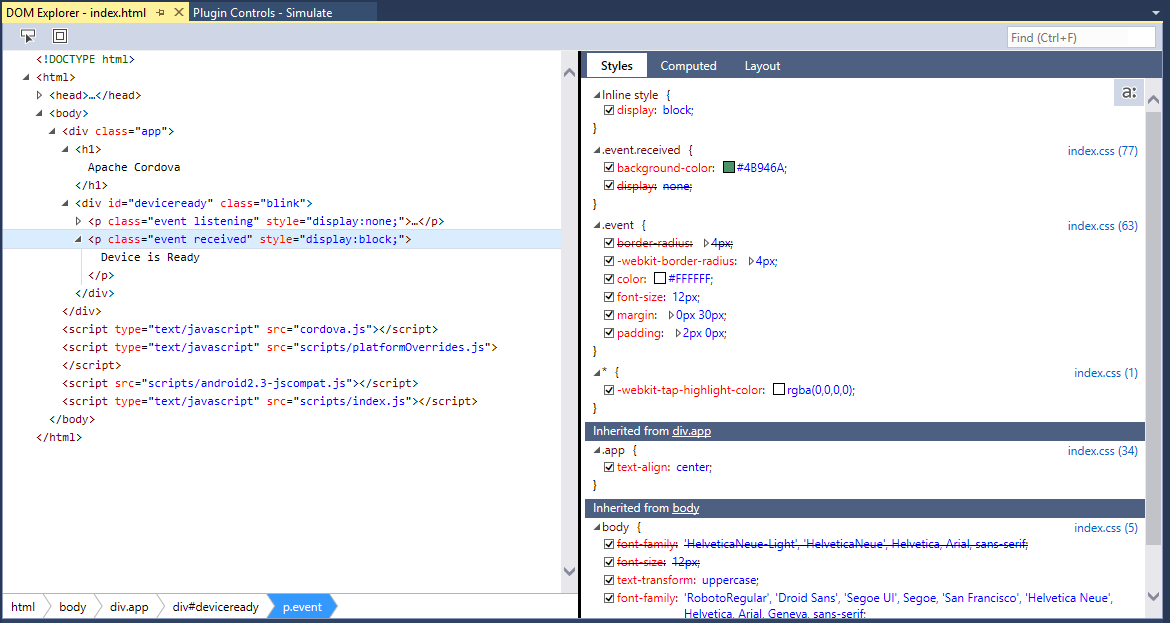 DOM Explorer - index.html
Plugin Controls - Simulate
Find (Ctrl+F)
<!DOCTYPE html>
<html>
<head>…</head>
<body>
<div class="app">
<h1>
Apache Cordova
</h1>
<div id="deviceready" class="blink">
<p class="event listening" style="display:none;">…</p>
<p class="event received" style="display:block;">
Device is Ready
</p>
</div>
</div>
<script type="text/javascript" src="cordova.js"></script>
<script type="text/javascript" src="scripts/platformOverrides.js">
</script>
<script src="scripts/android2.3-jscompat.js"></script>
<script type="text/javascript" src="scripts/index.js"></script>
</body>
</html>
html body div.app div#deviceready p.event
Styles Computed Layout
a:
Inline style {
display: block;
}
.event.received { index.css (77)
background-color: #4B946A;
display: none;
}
.event { index.css (63)
border-radius: 4px;
-webkit-border-radius: 4px;
color: #FFFFFF;
font-size: 12px;
margin: 0px 30px;
padding: 2px 0px;
}
* { index.css (1)
-webkit-tap-highlight-color: rgba(0,0,0,0);
}
Inherited from div.app
.app { index.css (34)
text-align: center;
}
Inherited from body
body { index.css (5)
font-family: 'HelveticaNeue-Light', 'HelveticaNeue', Helvetica, Arial, sans-serif;
font-size: 12px;
text-transform: uppercase;
font-family: 'RobotoRegular', 'Droid Sans', 'Segoe UI', Segoe, 'San Francisco', 'Helvetica Neue',
Helvetica, Arial, Geneva, sans-serif;